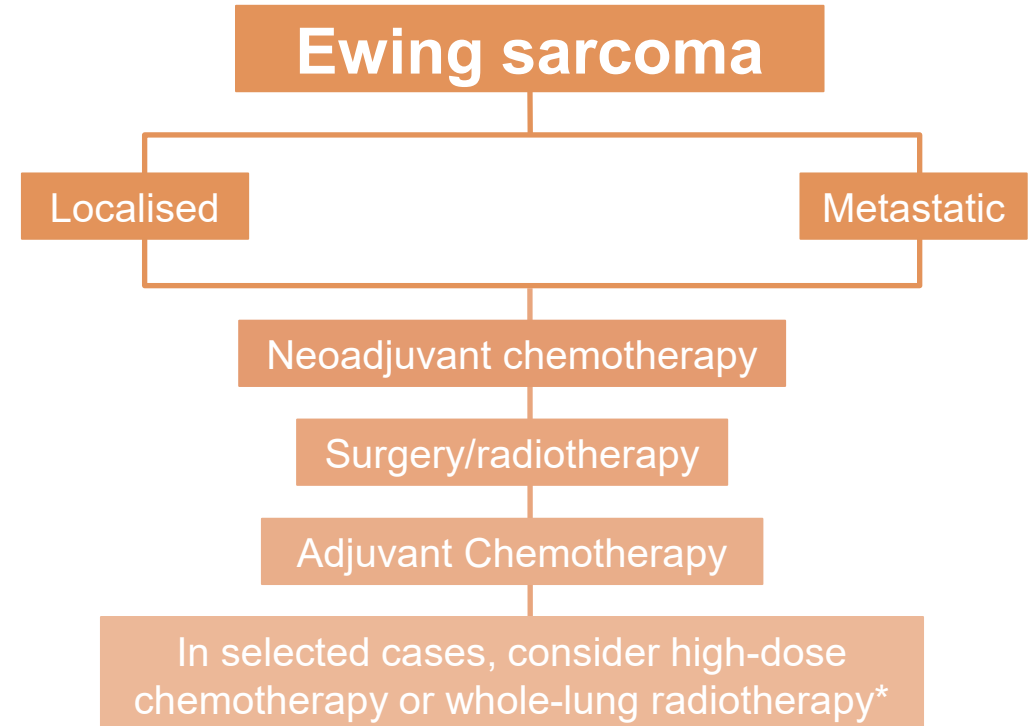 Ewing sarcoma
Localised
Metastatic
Neoadjuvant chemotherapy
Surgery/radiotherapy
Adjuvant Chemotherapy
In selected cases, consider high-dose
chemotherapy or whole-lung radiotherapy*